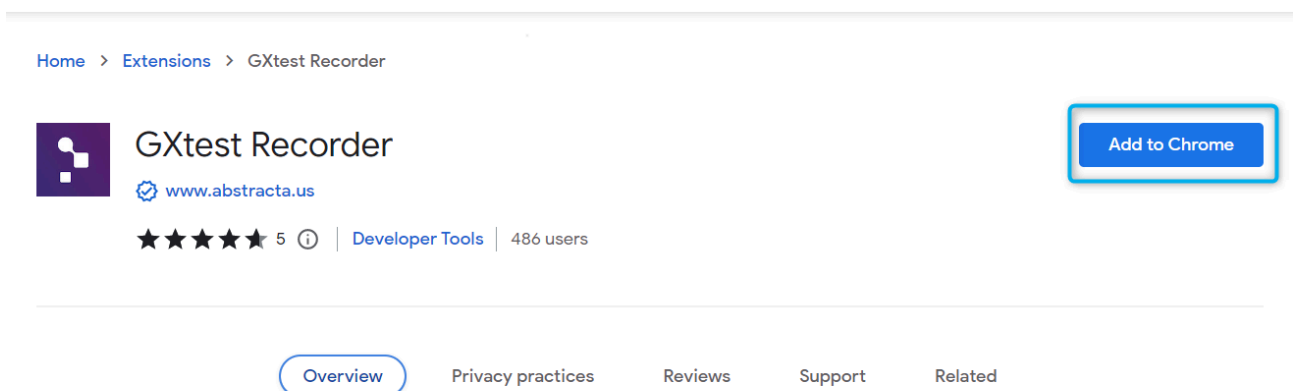 Home > Extensions > GXtest Recorder
GXtest Recorder
Add to Chrome
www.abstracta.us
5 Developer Tools 486 users
Overview Privacy practices Reviews Support Related